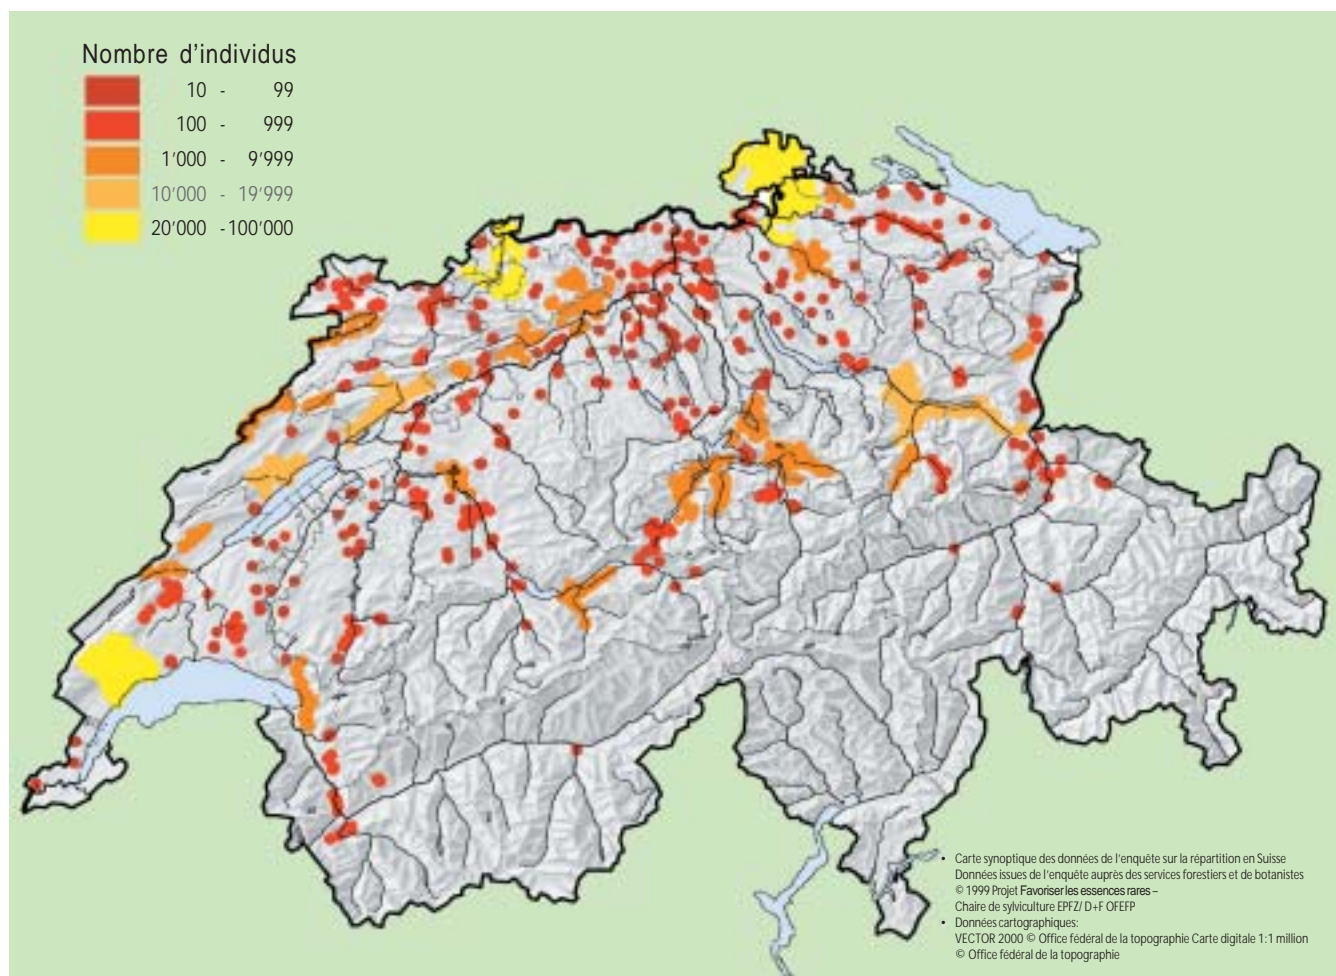 Nombre d'individus
10 - 99
100 - 999
1'000 - 9'999
10'000 - 19'999
20'000 - 100'000
• Carte synoptique des données de l'enquête sur la répartition en Suisse
Données issues de l'enquête auprès des services forestiers et de botanistes
© 1999 Projet Favoriser les essences rares –
Chaire de sylviculture EPFZ/ D+F OFEFP
• Données cartographiques:
VECTOR 2000 © Office fédéral de la topographie Carte digitale 1:1 million
© Office fédéral de la topographie